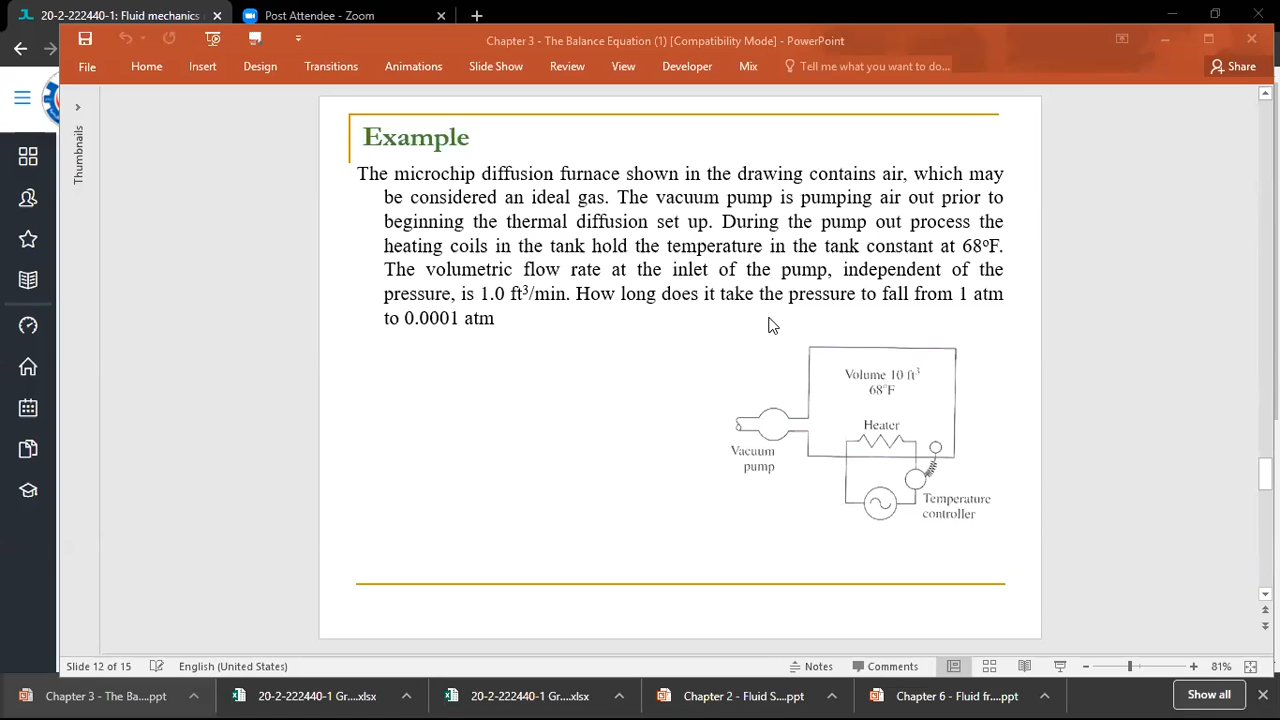 20-2-222440-1: Fluid mechanics
Post Attendee - Zoom
Chapter 3 - The Balance Equation (1) [Compatibility Mode] - PowerPoint
File Home Insert Design Transitions Animations Slide Show Review View Developer Mix Tell me what you want to do... Share
Thumbnails
Example
The microchip diffusion furnace shown in the drawing contains air, which may
be considered an ideal gas. The vacuum pump is pumping air out prior to
beginning the thermal diffusion set up. During the pump out process the
heating coils in the tank hold the temperature in the tank constant at 68ºF.
The volumetric flow rate at the inlet of the pump, independent of the
pressure, is 1.0 ft³/min. How long does it take the pressure to fall from 1 atm
to 0.0001 atm
Volume 10 ft³
68°F
Heater
Vacuum
pump
Temperature
controller
Slide 12 of 15 English (United States) Notes Comments 81%
Chapter 3 - The Ba....ppt 20-2-222440-1 Gr....xlsx 20-2-222440-1 Gr....xlsx Chapter 2 - Fluid S....ppt Chapter 6 - Fluid fr....ppt Show all